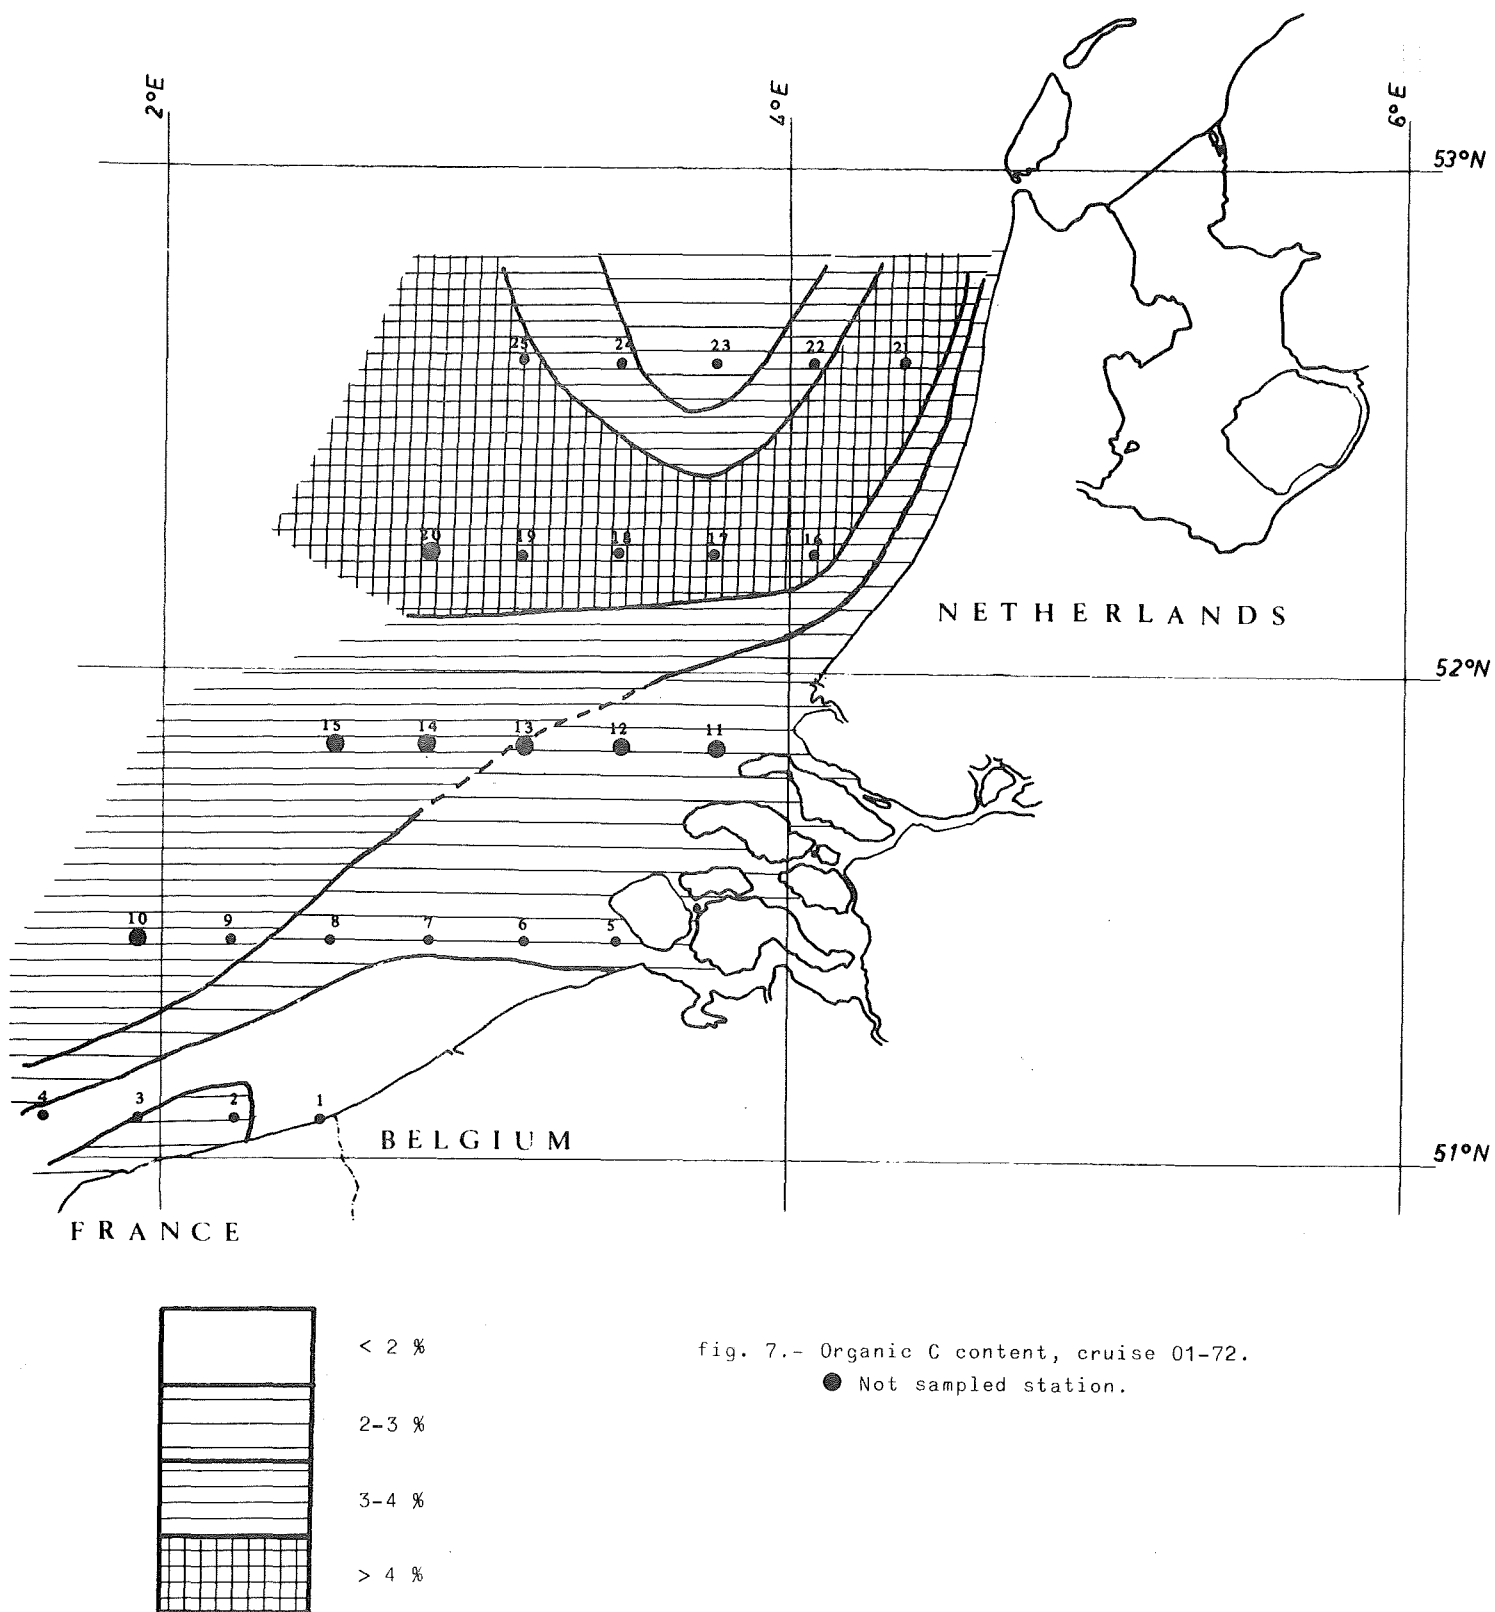 2°E
4°E
6°E
53°N
25
24
23
22
21
20
19
18
17
16
NETHERLANDS
52°N
15
14
13
12
11
10
9
8
7
6
5
4
3
2
1
BELGIUM
51°N
FRANCE
< 2 %
2-3 %
3-4 %
> 4 %
fig. 7.- Organic C content, cruise 01-72.
Not sampled station.